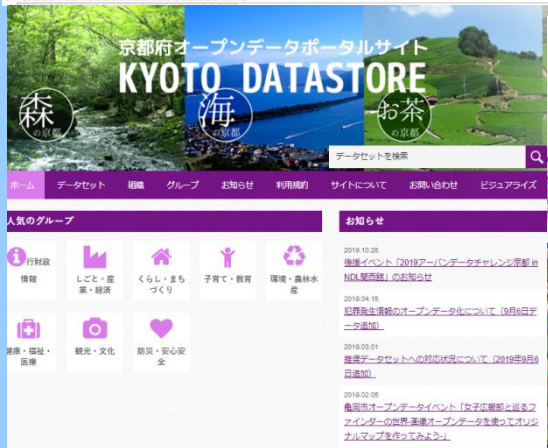 京都府オープンデータポータルサイト
KYOTO DATASTORE
森
の京都
海
の京都
お茶
の京都
データセットを検索
ホーム データセット 組織 グループ お知らせ 利用規約 サイトについて お問い合わせ ビジュアライズ
人気のグループ
行財政
情報
しごと・産
業・経済
くらし・まち
づくり
子育て・教育
環境・農林水
産
健康・福祉・
医療
観光・文化
防災・安心安
全
お知らせ
2019.10.28
後援イベント「2019アーバンデータチャレンジ京都 in
NDL関西館」のお知らせ
2019.04.15
犯罪発生情報のオープンデータ化について（9月6日デ
ータ追加）
2019.03.01
推奨データセットへの対応状況について（2019年9月6
日追加）
2019.02.05
亀岡市オープンデータイベント「女子広報部と巡るフ
ァインダーの世界-画像オープンデータを使ってオリジ
ナルマップを作ってみよう-」